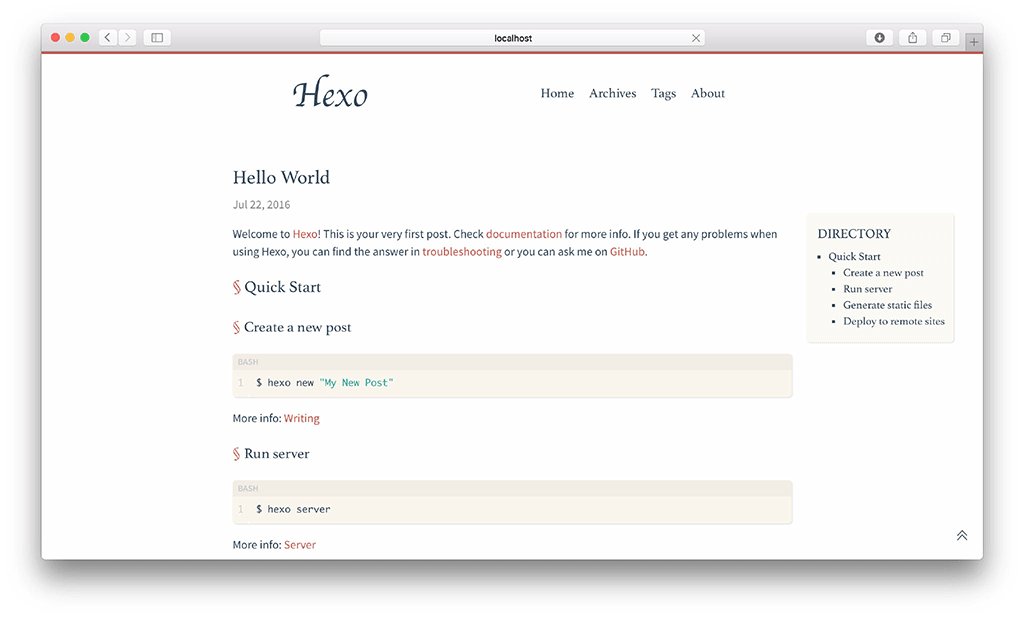 localhost
Hexo
Home Archives Tags About
Hello World
Jul 22, 2016
Welcome to Hexo! This is your very first post. Check documentation for more info. If you get any problems when
using Hexo, you can find the answer in troubleshooting or you can ask me on GitHub.
§ Quick Start
§ Create a new post
BASH
1 $ hexo new "My New Post"
More info: Writing
§ Run server
BASH
1 $ hexo server
More info: Server
DIRECTORY
Quick Start
Create a new post
Run server
Generate static files
Deploy to remote sites